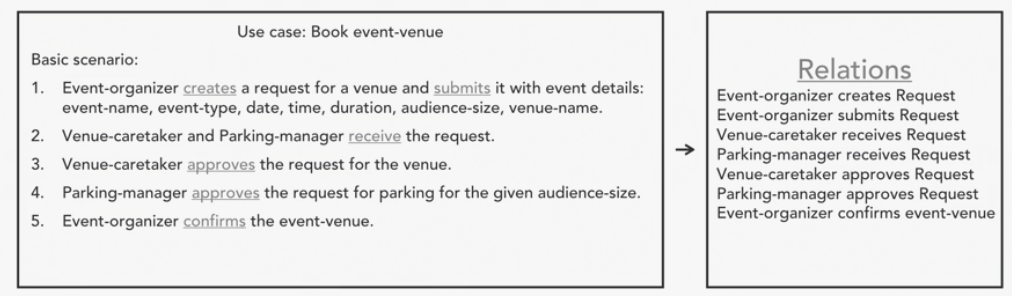 Use case: Book event-venue
Basic scenario:
1. Event-organizer creates a request for a venue and submits it with event details:
event-name, event-type, date, time, duration, audience-size, venue-name.
2. Venue-caretaker and Parking-manager receive the request.
3. Venue-caretaker approves the request for the venue.
4. Parking-manager approves the request for parking for the given audience-size.
5. Event-organizer confirms the event-venue.
→
Relations
Event-organizer creates Request
Event-organizer submits Request
Venue-caretaker receives Request
Parking-manager receives Request
Venue-caretaker approves Request
Parking-manager approves Request
Event-organizer confirms event-venue